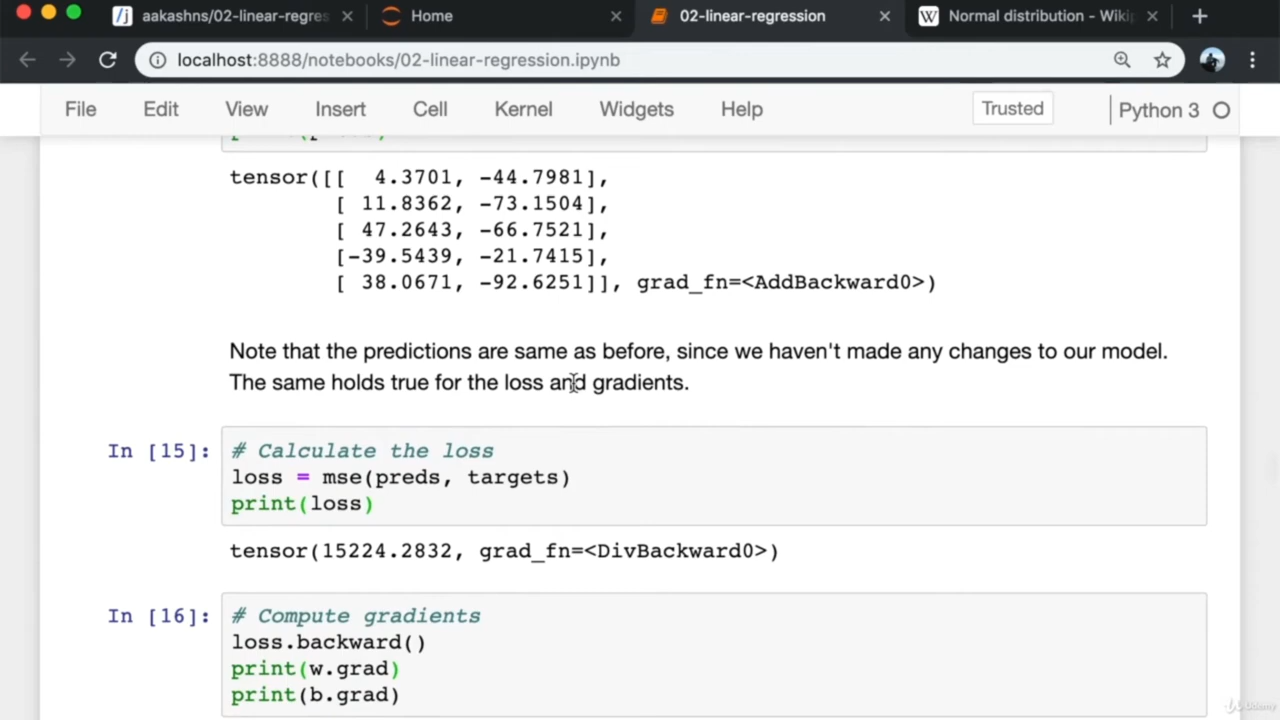 aakashns/02-linear-regres
Home
02-linear-regression
Normal distribution - Wiki
localhost:8888/notebooks/02-linear-regression.ipynb
File Edit View Insert Cell Kernel Widgets Help Trusted Python 3
tensor([[ 4.3701, -44.7981],
[ 11.8362, -73.1504],
[ 47.2643, -66.7521],
[-39.5439, -21.7415],
[ 38.0671, -92.6251]], grad_fn=<AddBackward0>)
Note that the predictions are same as before, since we haven't made any changes to our model.
The same holds true for the loss and gradients.
In [15]: # Calculate the loss
loss = mse(preds, targets)
print(loss)
tensor(15224.2832, grad_fn=<DivBackward0>)
In [16]: # Compute gradients
loss.backward()
print(w.grad)
print(b.grad)
Udemy